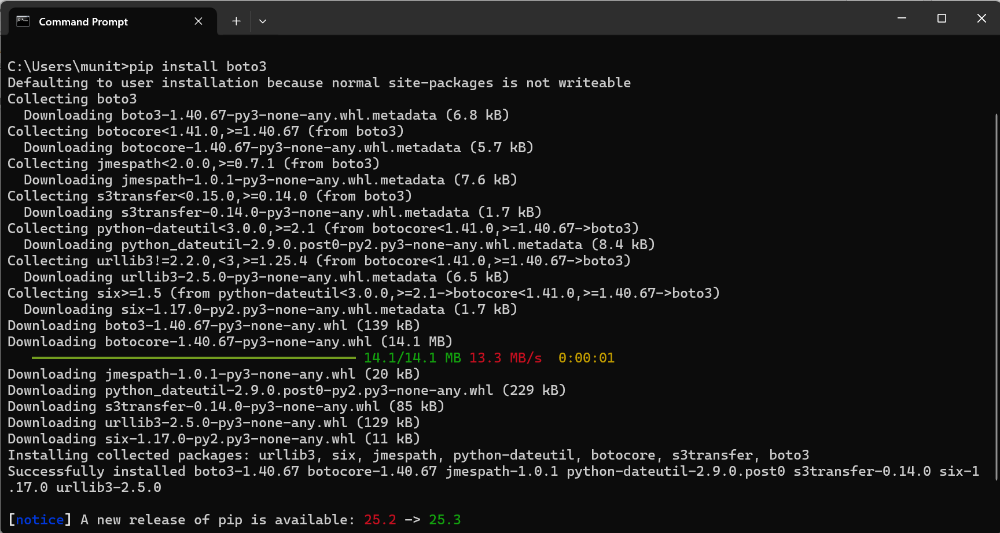 Command Prompt
C:\Users\munit>pip install boto3
Defaulting to user installation because normal site-packages is not writeable
Collecting boto3
  Downloading boto3-1.40.67-py3-none-any.whl.metadata (6.8 kB)
Collecting botocore<1.41.0,>=1.40.67 (from boto3)
  Downloading botocore-1.40.67-py3-none-any.whl.metadata (5.7 kB)
Collecting jmespath<2.0.0,>=0.7.1 (from boto3)
  Downloading jmespath-1.0.1-py3-none-any.whl.metadata (7.6 kB)
Collecting s3transfer<0.15.0,>=0.14.0 (from boto3)
  Downloading s3transfer-0.14.0-py3-none-any.whl.metadata (1.7 kB)
Collecting python-dateutil<3.0.0,>=2.1 (from botocore<1.41.0,>=1.40.67->boto3)
  Downloading python_dateutil-2.9.0.post0-py2.py3-none-any.whl.metadata (8.4 kB)
Collecting urllib3!=2.2.0,<3,>=1.25.4 (from botocore<1.41.0,>=1.40.67->boto3)
  Downloading urllib3-2.5.0-py3-none-any.whl.metadata (6.5 kB)
Collecting six>=1.5 (from python-dateutil<3.0.0,>=2.1->botocore<1.41.0,>=1.40.67->boto3)
  Downloading six-1.17.0-py2.py3-none-any.whl.metadata (1.7 kB)
Downloading boto3-1.40.67-py3-none-any.whl (139 kB)
Downloading botocore-1.40.67-py3-none-any.whl (14.1 MB)
14.1/14.1 MB 13.3 MB/s  0:00:01
Downloading jmespath-1.0.1-py3-none-any.whl (20 kB)
Downloading python_dateutil-2.9.0.post0-py2.py3-none-any.whl (229 kB)
Downloading s3transfer-0.14.0-py3-none-any.whl (85 kB)
Downloading urllib3-2.5.0-py3-none-any.whl (129 kB)
Downloading six-1.17.0-py2.py3-none-any.whl (11 kB)
Installing collected packages: urllib3, six, jmespath, python-dateutil, botocore, s3transfer, boto3
Successfully installed boto3-1.40.67 botocore-1.40.67 jmespath-1.0.1 python-dateutil-2.9.0.post0 s3transfer-0.14.0 six-1
.17.0 urllib3-2.5.0
[notice] A new release of pip is available: 25.2 -> 25.3